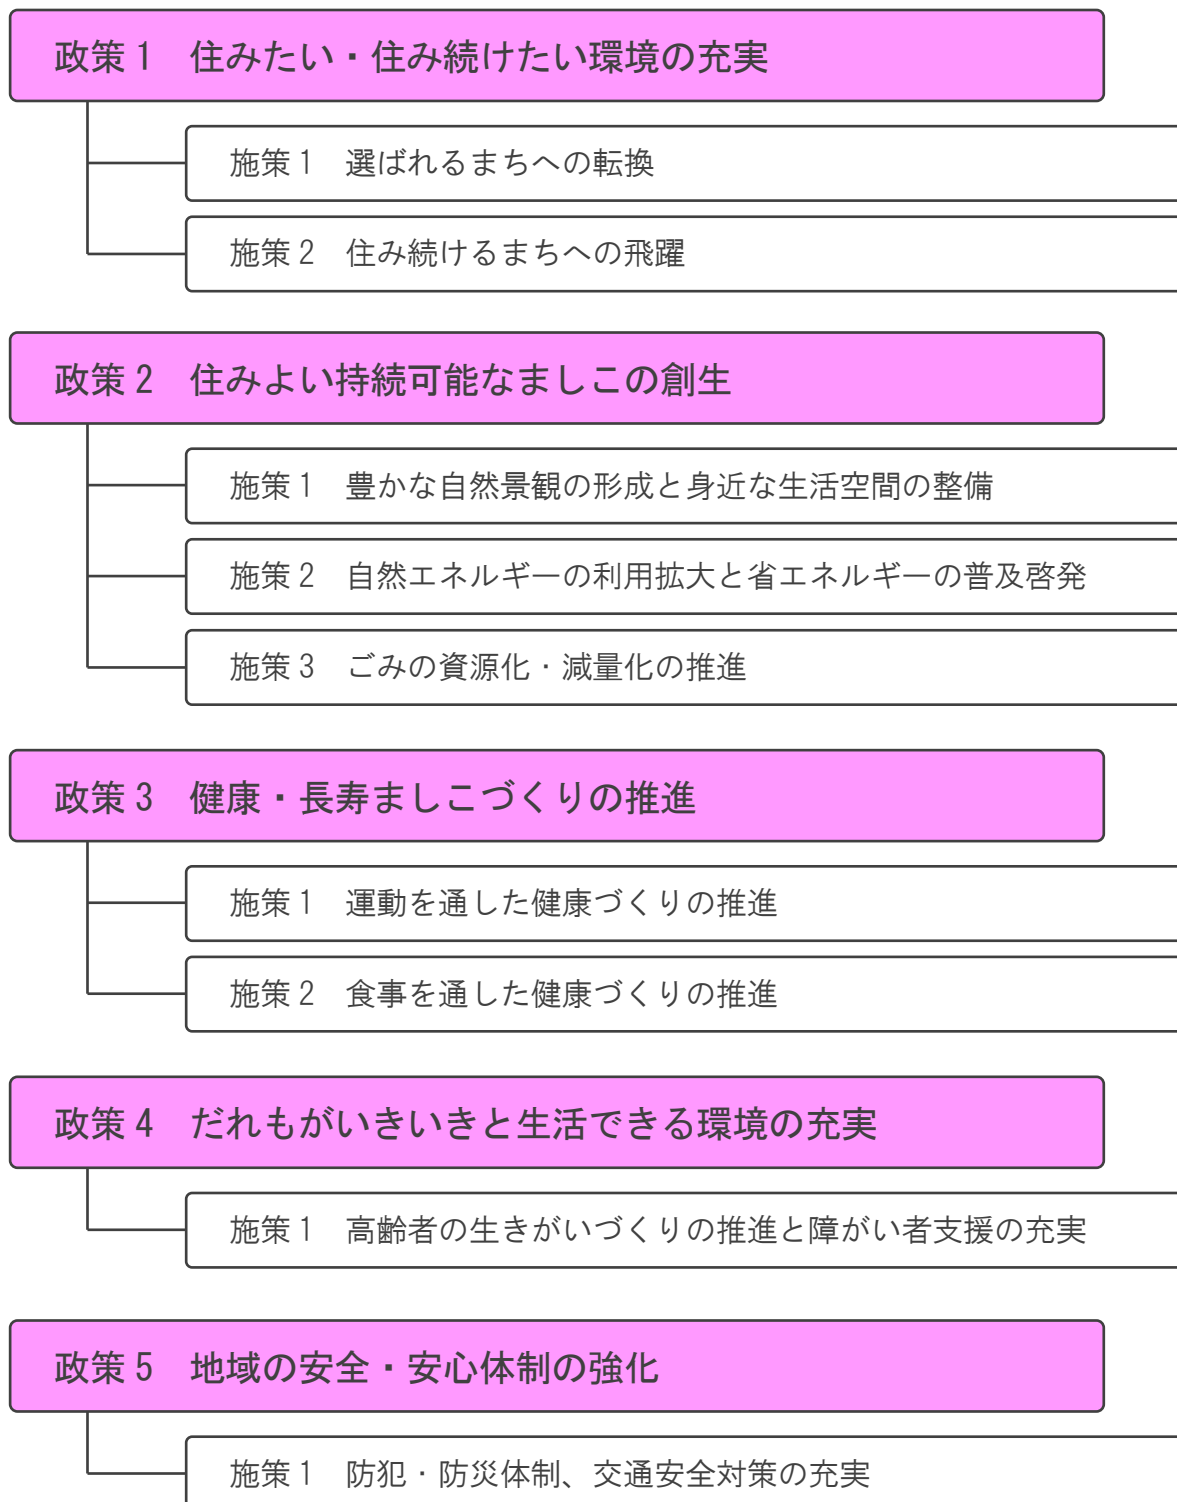 政策1　住みたい・住み続けたい環境の充実
施策1　選ばれるまちへの転換
施策2　住み続けるまちへの飛躍
政策2　住みよい持続可能なましこの創生
施策1　豊かな自然景観の形成と身近な生活空間の整備
施策2　自然エネルギーの利用拡大と省エネルギーの普及啓発
施策3　ごみの資源化・減量化の推進
政策3　健康・長寿ましこづくりの推進
施策1　運動を通した健康づくりの推進
施策2　食事を通した健康づくりの推進
政策4　だれもがいきいきと生活できる環境の充実
施策1　高齢者の生きがいづくりの推進と障がい者支援の充実
政策5　地域の安全・安心体制の強化
施策1　防犯・防災体制、交通安全対策の充実